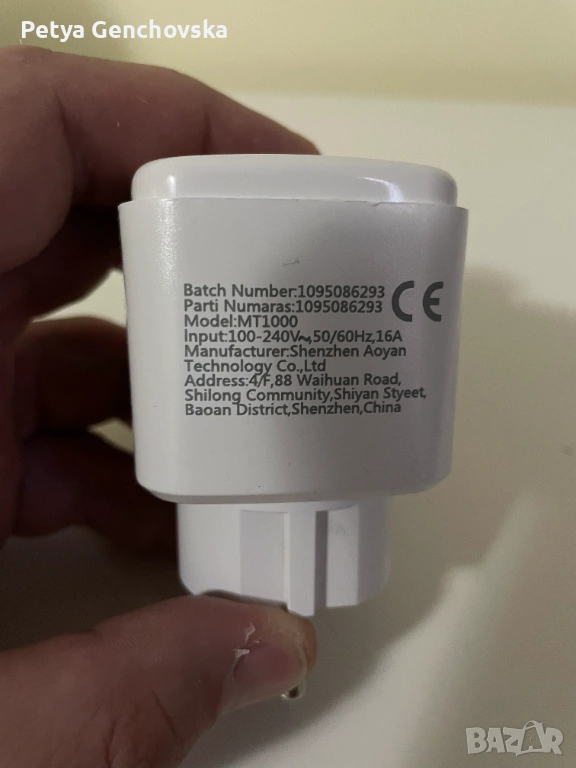 Petya Genchovska
Batch Number:1095086293
Parti Numaras:1095086293
Model:MT1000
Input:100-240V~,50/60Hz,16A
Manufacturer:Shenzhen Aoyan
Technology Co.,Ltd
Address:4/F,88 Waihuan Road,
Shilong Community,Shiyan Styeet,
Baoan District,Shenzhen,China
CE
BAZAR